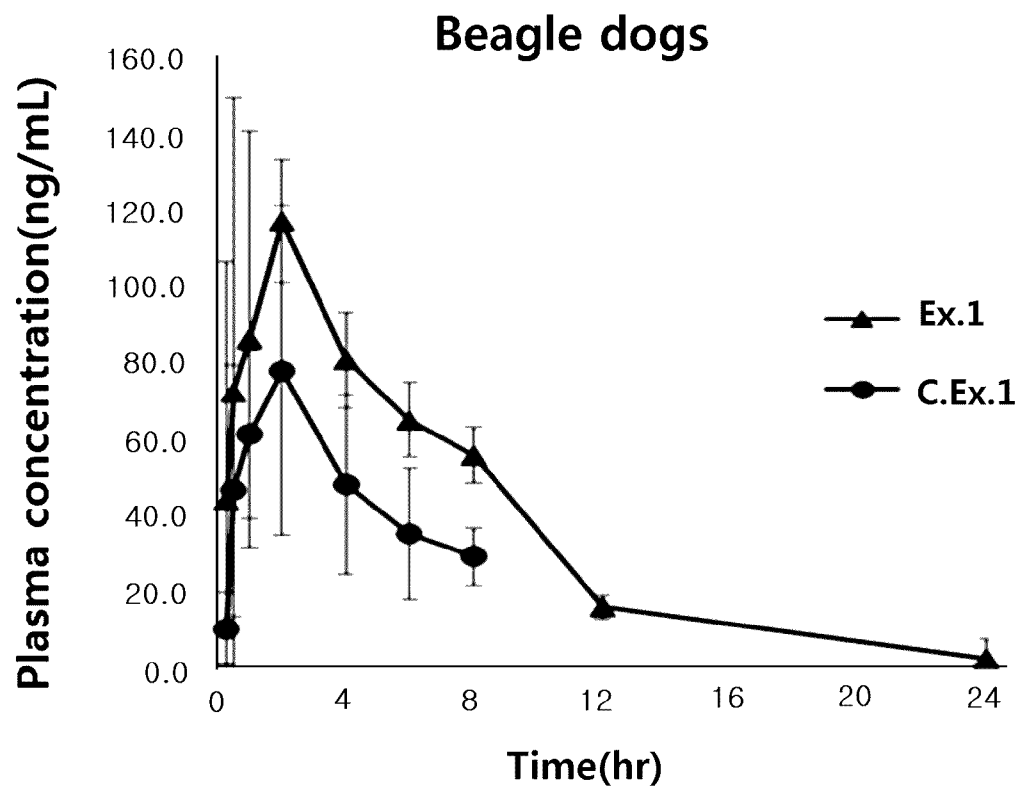 Beagle dogs
Plasma concentration(ng/mL)
160.0
140.0
120.0
100.0
80.0
60.0
40.0
20.0
0.0
Ex.1
C.Ex.1
0 4 8 12 16 20 24
Time(hr)